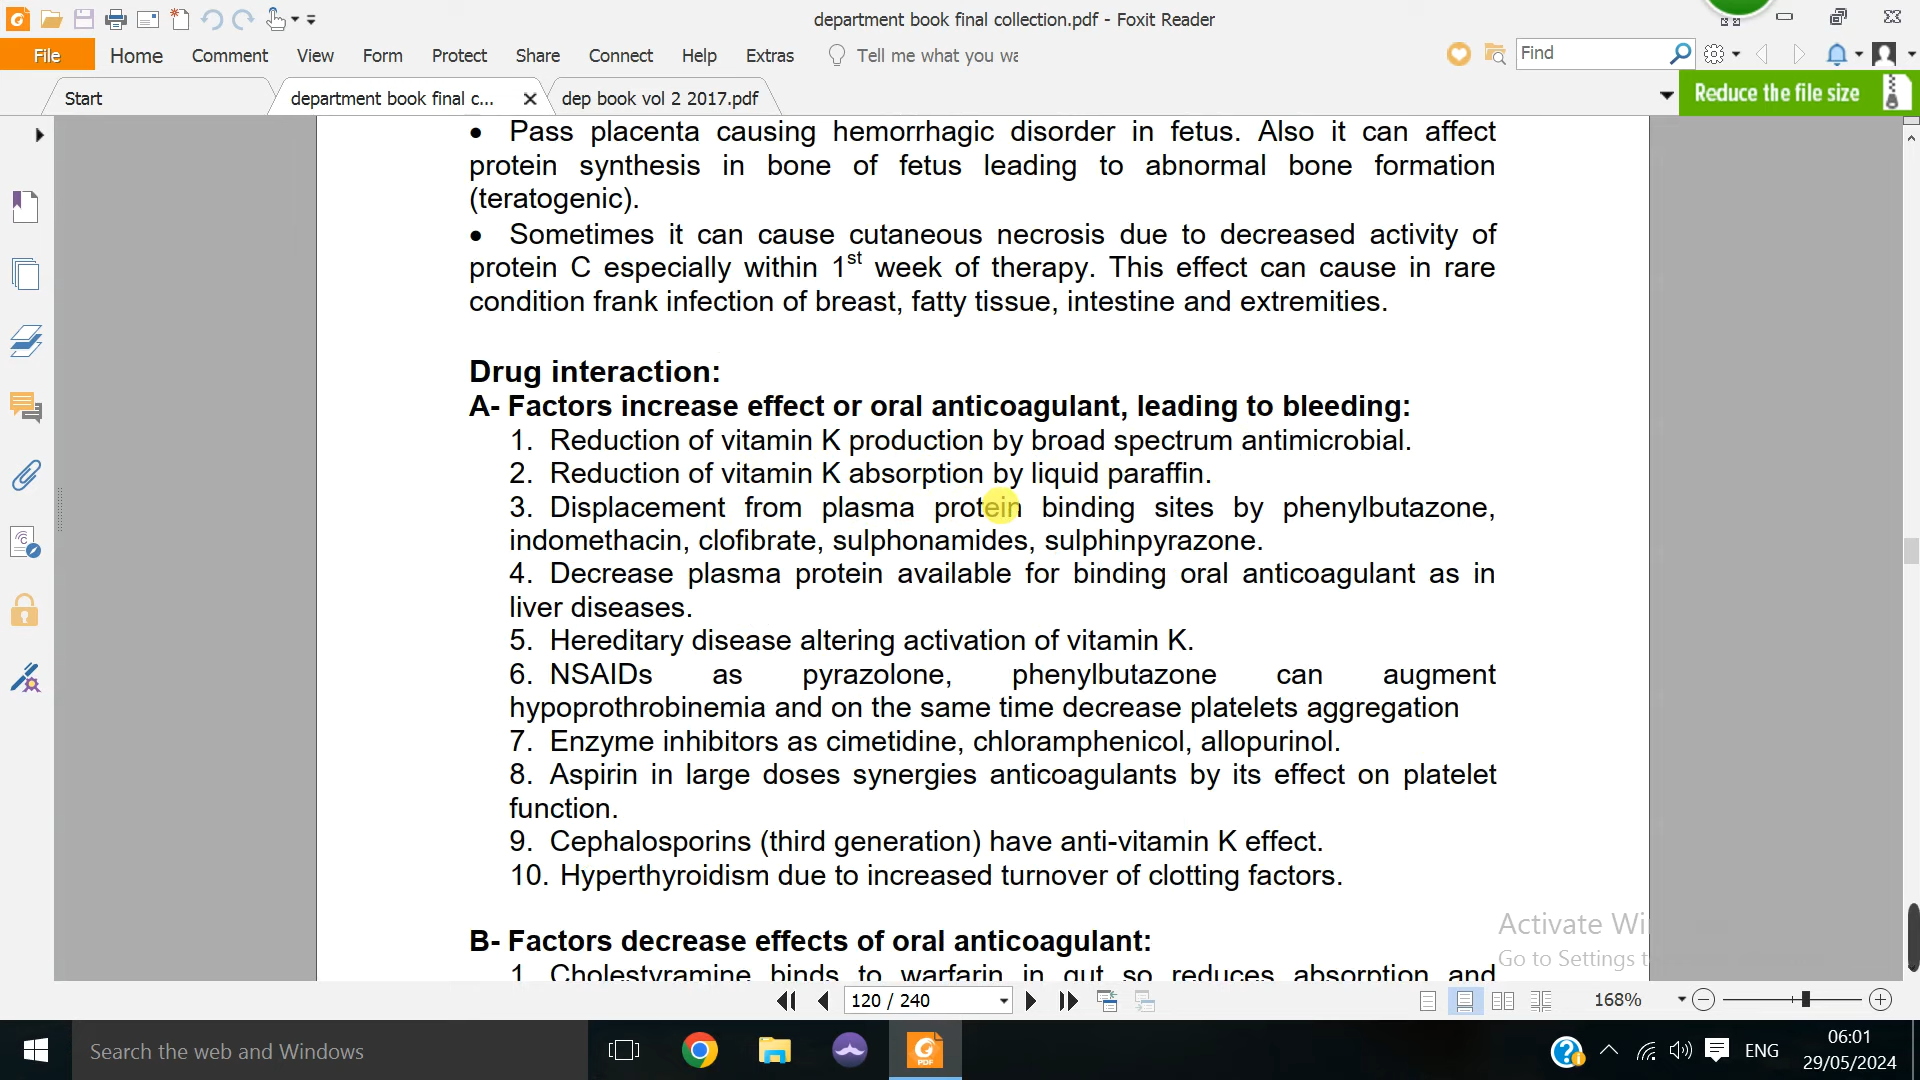 department book final collection.pdf - Foxit Reader
File Home Comment View Form Protect Share Connect Help Extras Tell me what you wa Find
Start department book final c... dep book vol 2 2017.pdf Reduce the file size
• Pass placenta causing hemorrhagic disorder in fetus. Also it can affect
protein synthesis in bone of fetus leading to abnormal bone formation
(teratogenic).
• Sometimes it can cause cutaneous necrosis due to decreased activity of
protein C especially within 1st week of therapy. This effect can cause in rare
condition frank infection of breast, fatty tissue, intestine and extremities.
Drug interaction:
A- Factors increase effect or oral anticoagulant, leading to bleeding:
1. Reduction of vitamin K production by broad spectrum antimicrobial.
2. Reduction of vitamin K absorption by liquid paraffin.
3. Displacement from plasma protein binding sites by phenylbutazone,
indomethacin, clofibrate, sulphonamides, sulphinpyrazone.
4. Decrease plasma protein available for binding oral anticoagulant as in
liver diseases.
5. Hereditary disease altering activation of vitamin K.
6. NSAIDs as pyrazolone, phenylbutazone can augment
hypoprothrobinemia and on the same time decrease platelets aggregation
7. Enzyme inhibitors as cimetidine, chloramphenicol, allopurinol.
8. Aspirin in large doses synergies anticoagulants by its effect on platelet
function.
9. Cephalosporins (third generation) have anti-vitamin K effect.
10. Hyperthyroidism due to increased turnover of clotting factors.
Activate Wi
B- Factors decrease effects of oral anticoagulant:
Go to Settings t
1. Cholestyramine binds to warfarin in gut so reduces absorption and
120 / 240 168%
Search the web and Windows ENG 06:01
29/05/2024